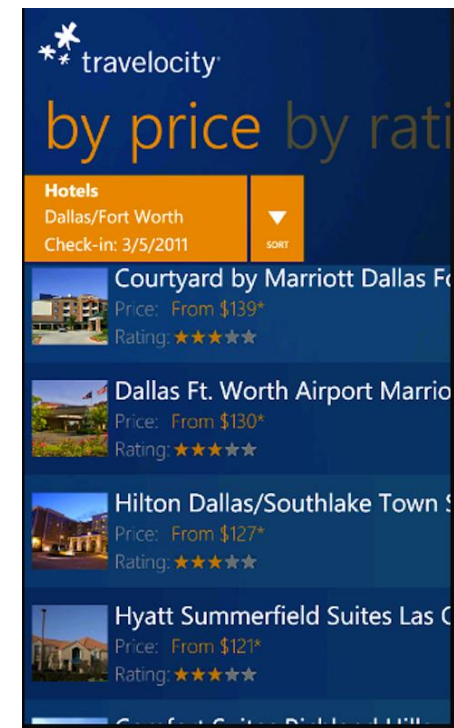 travelocity
by price by rati
Hotels
Dallas/Fort Worth
Check-in: 3/5/2011
SORT
Courtyard by Marriott Dallas Fo
Price: From $139*
Rating:
Dallas Ft. Worth Airport Marrio
Price: From $130*
Rating:
Hilton Dallas/Southlake Town S
Price: From $127*
Rating:
Hyatt Summerfield Suites Las C
Price: From $121*
Rating: